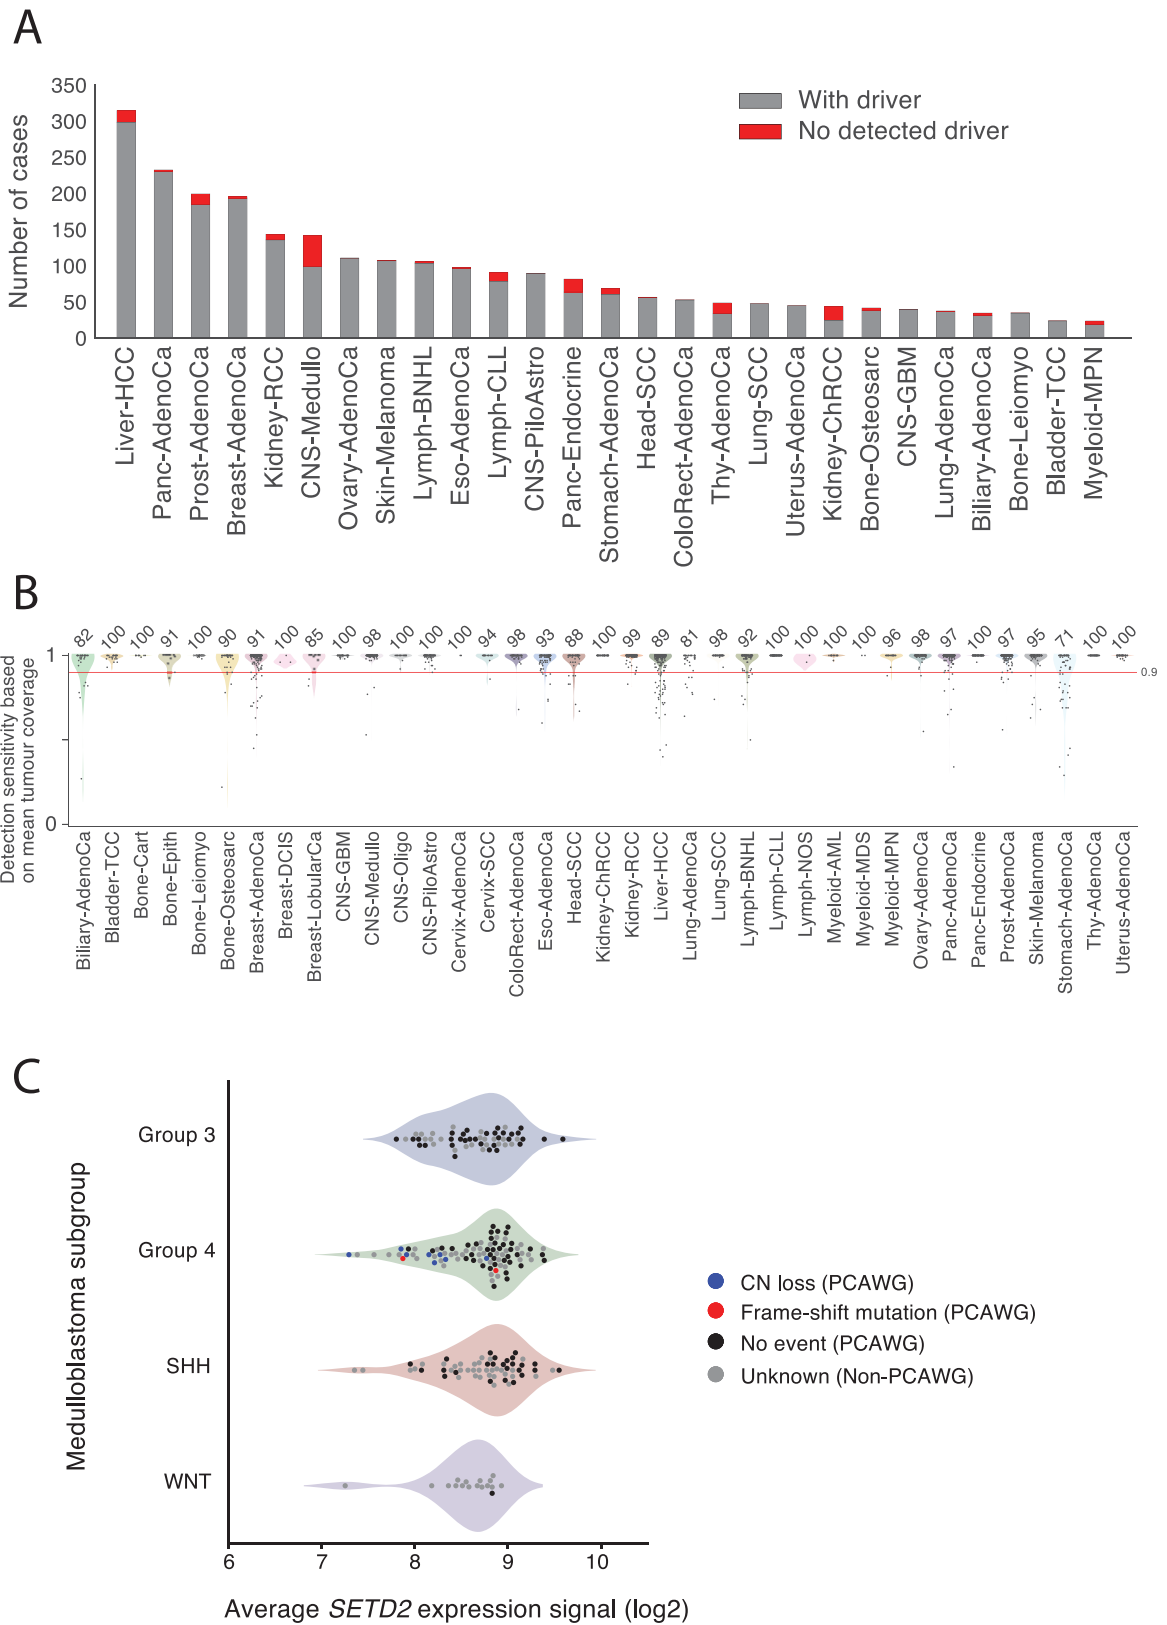 A
Number of cases
350
300
250
200
150
100
50
0
With driver
No detected driver
Liver-HCC
Panc-AdenoCa
Prost-AdenoCa
Breast-AdenoCa
Kidney-RCC
CNS-Medullo
Ovary-AdenoCa
Skin-Melanoma
Lymph-BNHL
Eso-AdenoCa
Lymph-CLL
CNS-PiloAstro
Panc-Endocrine
Stomach-AdenoCa
Head-SCC
ColoRect-AdenoCa
Thy-AdenoCa
Lung-SCC
Uterus-AdenoCa
Kidney-ChRCC
Bone-Osteosarc
CNS-GBM
Lung-AdenoCa
Biliary-AdenoCa
Bone-Leiomyo
Bladder-TCC
Myeloid-MPN
B
Detection sensitivity based
on mean tumour coverage
1
0
82
100
100
91
100
90
91
100
85
100
98
100
100
100
94
98
93
88
100
99
89
81
98
92
100
100
100
100
96
98
97
100
97
95
71
100
100
0.9
Biliary-AdenoCa
Bladder-TCC
Bone-Cart
Bone-Epith
Bone-Leiomyo
Bone-Osteosarc
Breast-AdenoCa
Breast-DCIS
Breast-LobularCa
CNS-GBM
CNS-Medullo
CNS-Oligo
CNS-PiloAstro
Cervix-AdenoCa
Cervix-SCC
ColoRect-AdenoCa
Eso-AdenoCa
Head-SCC
Kidney-ChRCC
Kidney-RCC
Liver-HCC
Lung-AdenoCa
Lung-SCC
Lymph-BNHL
Lymph-CLL
Lymph-NOS
Myeloid-AML
Myeloid-MDS
Myeloid-MPN
Ovary-AdenoCa
Panc-AdenoCa
Panc-Endocrine
Prost-AdenoCa
Skin-Melanoma
Stomach-AdenoCa
Thy-AdenoCa
Uterus-AdenoCa
C
Medulloblastoma subgroup
Group 3
Group 4
SHH
WNT
CN loss (PCAWG)
Frame-shift mutation (PCAWG)
No event (PCAWG)
Unknown (Non-PCAWG)
6
7
8
9
10
Average SETD2 expression signal (log2)